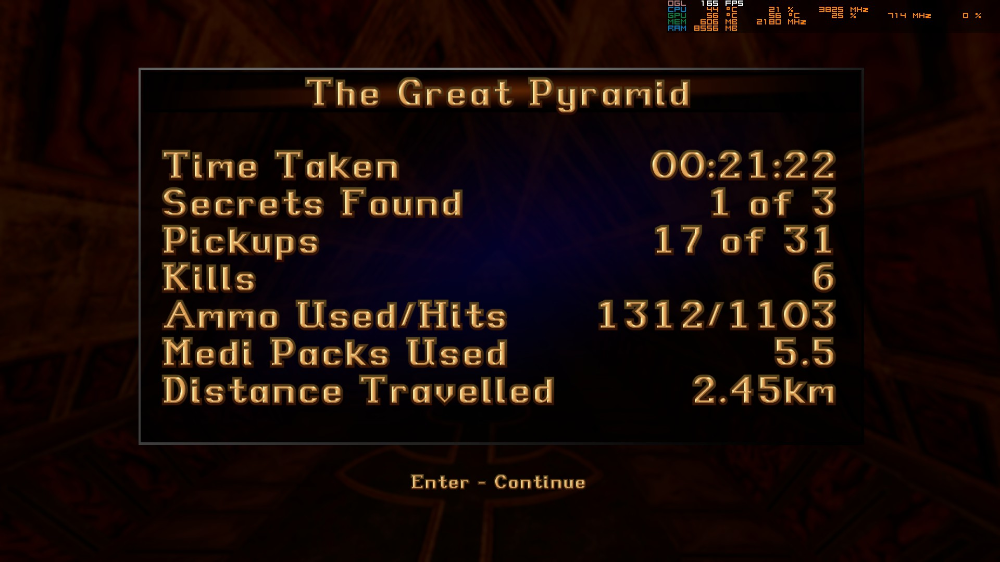 OGL 165 FPS
CPU 44 °C 21 % 3825 MHz
GPU 56 °C 56 °C 25 % 714 MHz 0 %
MEM 606 MB 2180 MHz
RAM 8556 MB
The Great Pyramid
Time Taken 00:21:22
Secrets Found 1 of 3
Pickups 17 of 31
Kills 6
Ammo Used/Hits 1312/1103
Medi Packs Used 5.5
Distance Travelled 2.45km
Enter - Continue